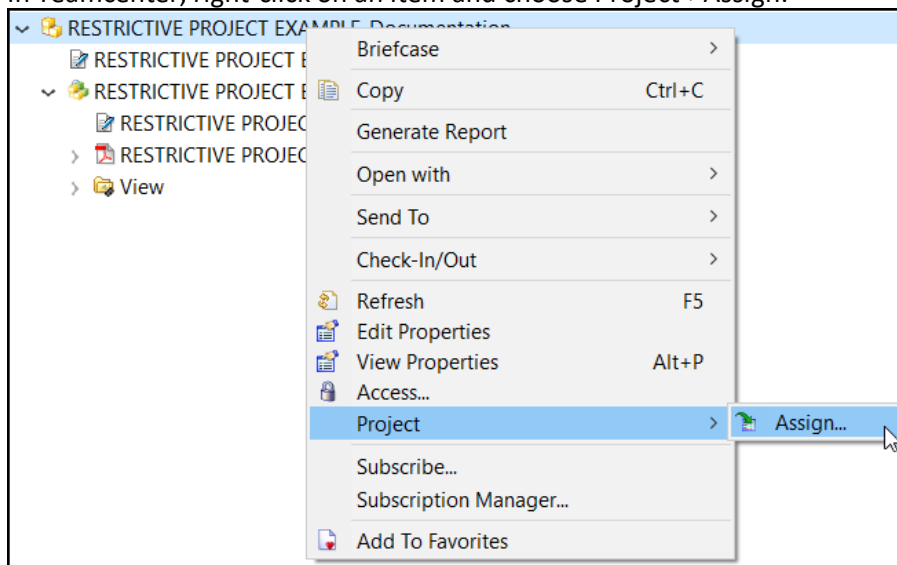 In Teamcenter, right-click on an item and choose Project > Assign.
RESTRICTIVE PROJECT EXAMPLE-Documentation
RESTRICTIVE PROJECT E
RESTRICTIVE PROJECT E
RESTRICTIVE PROJEC
RESTRICTIVE PROJEC
View
Briefcase
Copy Ctrl+C
Generate Report
Open with
Send To
Check-In/Out
Refresh F5
Edit Properties
View Properties Alt+P
Access...
Project
Assign...
Subscribe...
Subscription Manager...
Add To Favorites